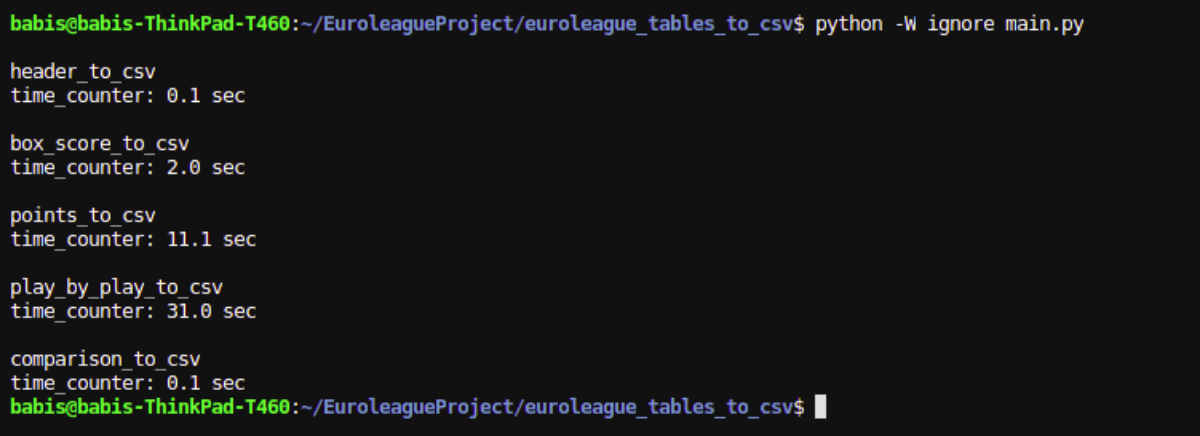 babis@babis-ThinkPad-T460:~/EuroleagueProject/euroleague_tables_to_csv$ python -W ignore main.py
header_to_csv
time_counter: 0.1 sec
box_score_to_csv
time_counter: 2.0 sec
points_to_csv
time_counter: 11.1 sec
play_by_play_to_csv
time_counter: 31.0 sec
comparison_to_csv
time_counter: 0.1 sec
babis@babis-ThinkPad-T460:~/EuroleagueProject/euroleague_tables_to_csv$